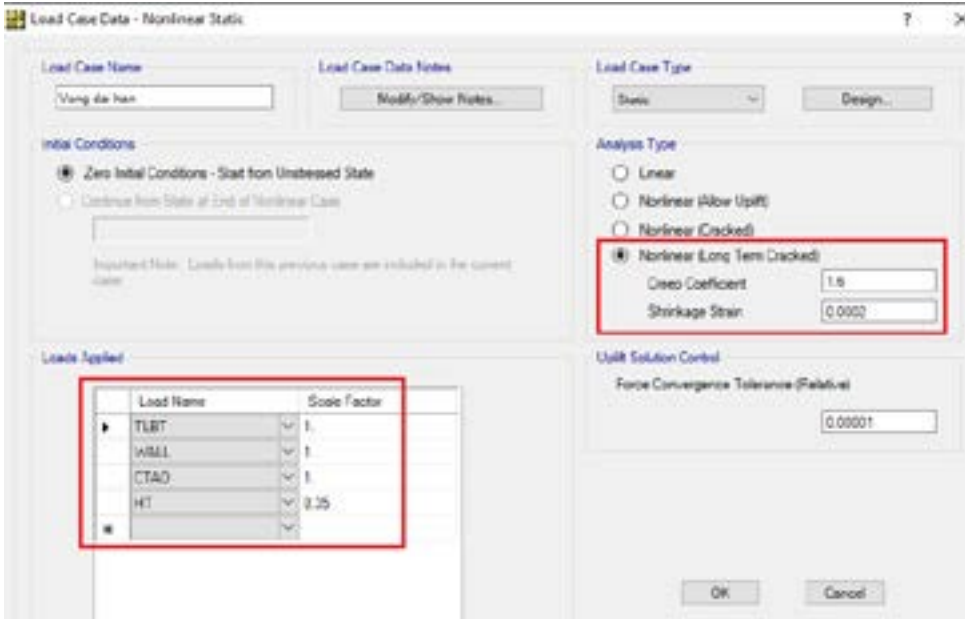 Load Case Data - Nonlinear Static
?
Load Case Name
Load Case Data Notes
Load Case Type
Vong dai han
Modify/Show Notes...
Static
Design...
Initial Conditions
Zero Initial Conditions - Start from Unstressed State
Continue from State at End of Nonlinear Case
Important Note: Loads from this previous case are included in the current
case
Analysis Type
Linear
Nonlinear (Allow Uplift)
Nonlinear (Cracked)
Nonlinear (Long Term Cracked)
Creep Coefficient
1.6
Shrinkage Strain
0.0002
Loads Applied
Load Name
Scale Factor
TLBT
1.
WALL
1
CTAO
1.
HT
0.35
Uplift Solution Control
Force Convergence Tolerance (Relative)
0.00001
OK
Cancel